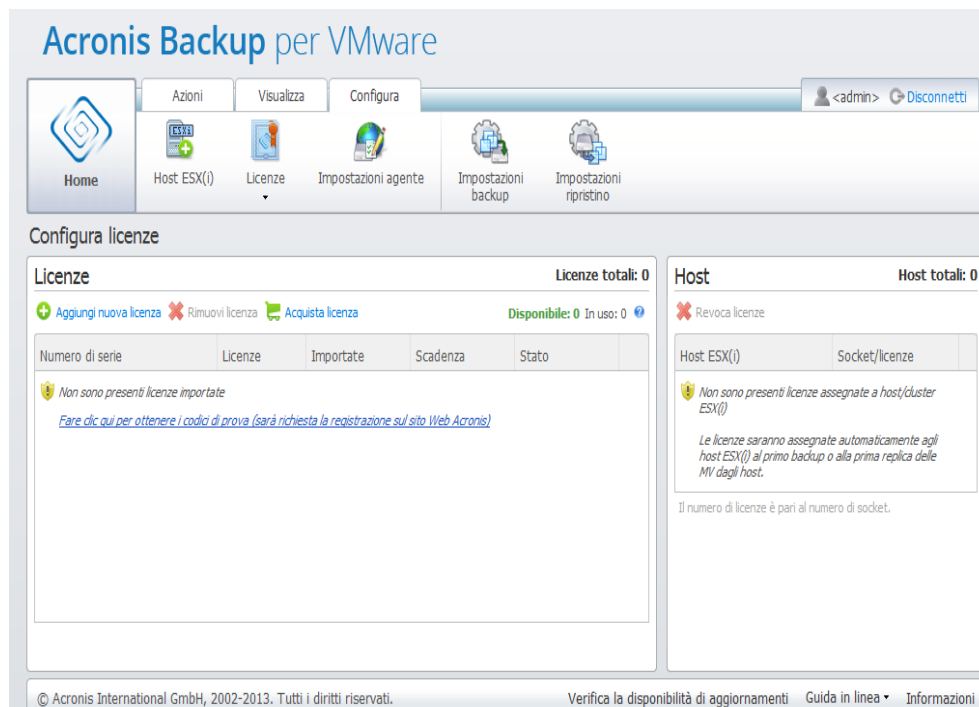 Acronis Backup per VMware
Azioni Visualizza Configura
<admin> Disconnetti
Home
Host ESX(i)
Licenze
Impostazioni agente
Impostazioni
backup
Impostazioni
ripristino
Configura licenze
Licenze
Licenze totali: 0
Aggiungi nuova licenza Rimuovi licenza Acquista licenza
Disponibile: 0 In uso: 0
Numero di serie Licenze Importate Scadenza Stato
Non sono presenti licenze importate
Fare clic qui per ottenere i codici di prova (sarà richiesta la registrazione sul sito Web Acronis)
Host
Host totali: 0
Revoca licenze
Host ESX(i) Socket/licenze
Non sono presenti licenze assegnate a host/cluster
ESX(i)
Le licenze saranno assegnate automaticamente agli
host ESX(i) al primo backup o alla prima replica delle
MV dagli host.
Il numero di licenze è pari al numero di socket.
© Acronis International GmbH, 2002-2013. Tutti i diritti riservati.
Verifica la disponibilità di aggiornamenti Guida in linea Informazioni